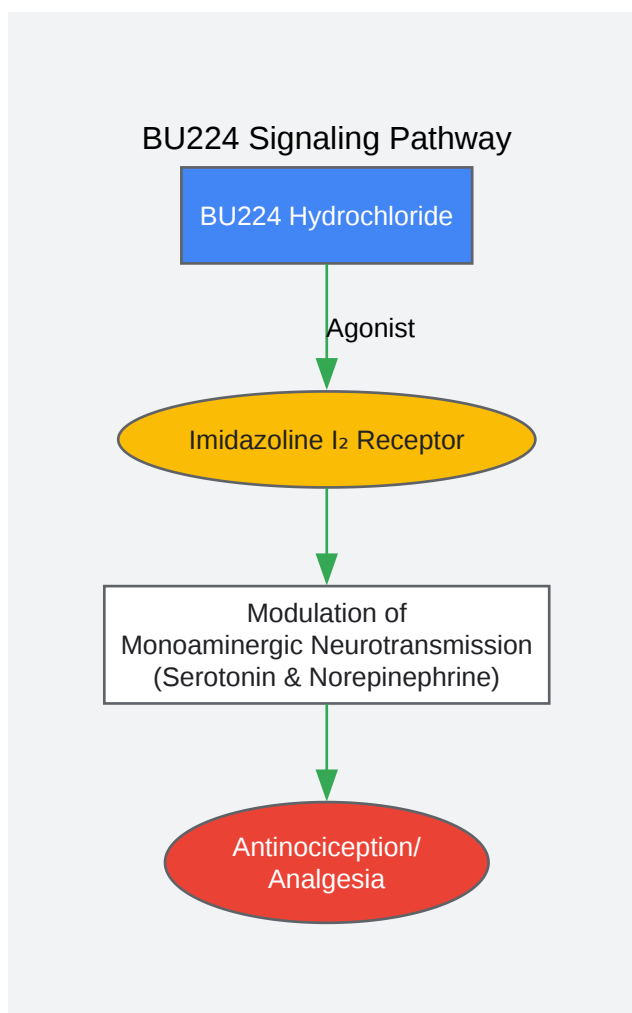 BU224 Signaling Pathway
BU224 Hydrochloride
Agonist
Imidazoline I₂ Receptor
Modulation of
Monoaminergic Neurotransmission
(Serotonin & Norepinephrine)
Antinociception/
Analgesia